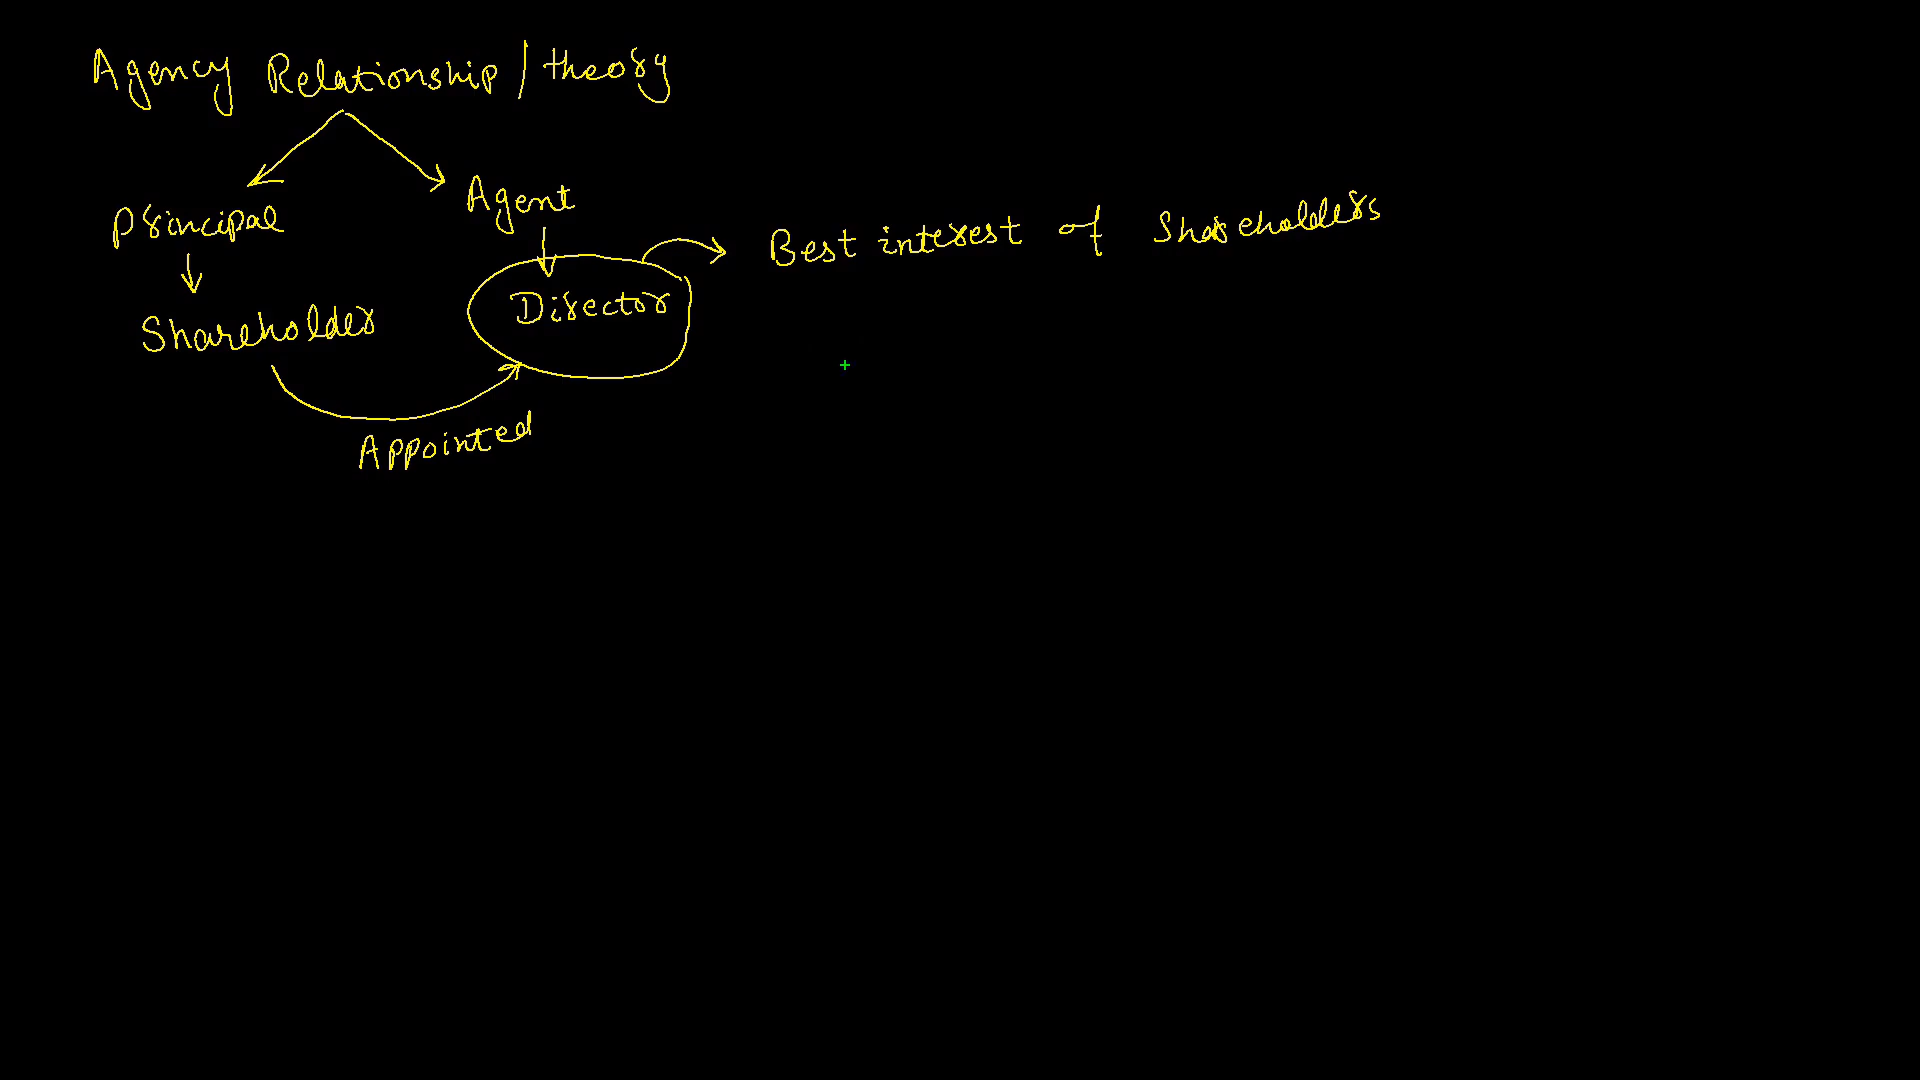 Agency Relationship / theory
Principal
Agent
Shareholder
Director
Best interest of Shareholders
Appointed